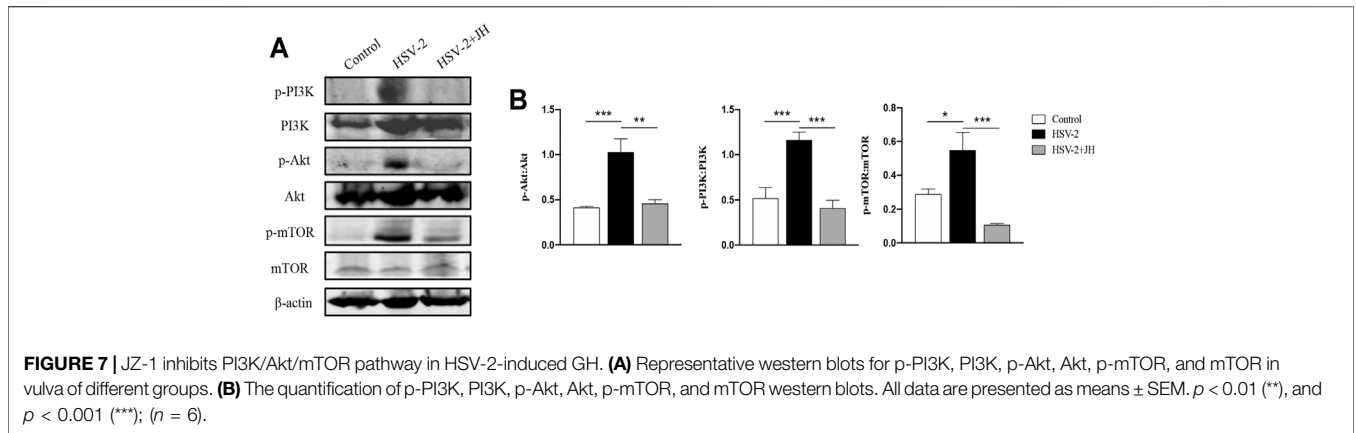 A
Control
HSV-2
HSV-2+JH
p-PI3K
PI3K
p-Akt
Akt
p-mTOR
mTOR
β-actin
B
p-Akt:Akt
1.5
1.0
0.5
0.0
***
**
p-PI3K:PI3K
1.5
1.0
0.5
0.0
***
***
p-mTOR:mTOR
0.8
0.6
0.4
0.2
0.0
*
***
Control
HSV-2
HSV-2+JH
FIGURE 7 | JZ-1 inhibits PI3K/Akt/mTOR pathway in HSV-2-induced GH. (A) Representative western blots for p-PI3K, PI3K, p-Akt, Akt, p-mTOR, and mTOR in
vulva of different groups. (B) The quantification of p-PI3K, PI3K, p-Akt, Akt, p-mTOR, and mTOR western blots. All data are presented as means ± SEM. p < 0.01 (**), and
p < 0.001 (***); (n = 6).